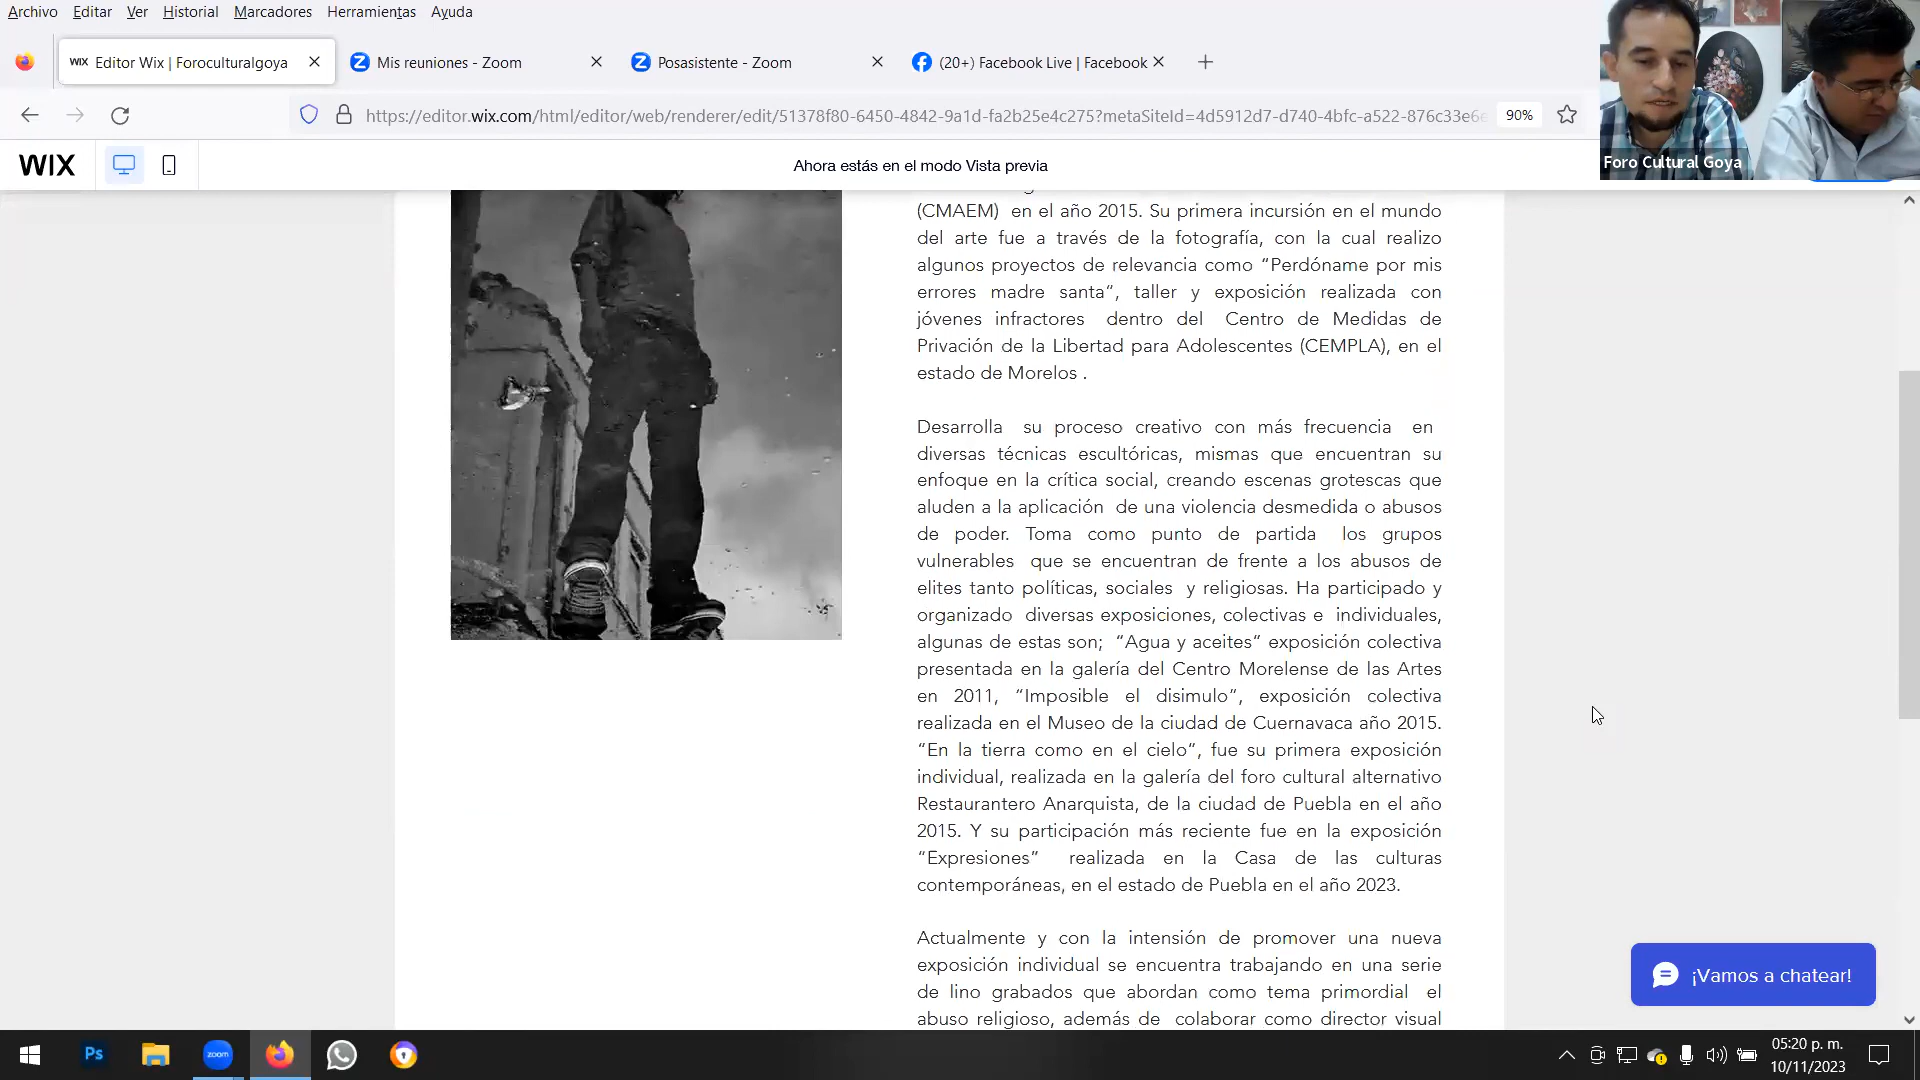 Archivo Editar Ver Historial Marcadores Herramientas Ayuda
WIX Editor Wix | Foroculturalgoya
Mis reuniones - Zoom
Posasistente - Zoom
(20+) Facebook Live | Facebook
https://editor.wix.com/html/editor/web/renderer/edit/51378f80-6450-4842-9a1d-fa2b25e4c275?metaSiteId=4d5912d7-d740-4bfc-a522-876c33e6
90%
WIX
Ahora estás en el modo Vista previa
Foro Cultural Goya
(CMAEM) en el año 2015. Su primera incursión en el mundo
del arte fue a través de la fotografía, con la cual realizo
algunos proyectos de relevancia como “Perdóname por mis
errores madre santa“, taller y exposición realizada con
jóvenes infractores dentro del Centro de Medidas de
Privación de la Libertad para Adolescentes (CEMPLA), en el
estado de Morelos .
Desarrolla su proceso creativo con más frecuencia en
diversas técnicas escultóricas, mismas que encuentran su
enfoque en la crítica social, creando escenas grotescas que
aluden a la aplicación de una violencia desmedida o abusos
de poder. Toma como punto de partida los grupos
vulnerables que se encuentran de frente a los abusos de
elites tanto políticas, sociales y religiosas. Ha participado y
organizado diversas exposiciones, colectivas e individuales,
algunas de estas son; “Agua y aceites“ exposición colectiva
presentada en la galería del Centro Morelense de las Artes
en 2011, “Imposible el disimulo”, exposición colectiva
realizada en el Museo de la ciudad de Cuernavaca año 2015.
“En la tierra como en el cielo”, fue su primera exposición
individual, realizada en la galería del foro cultural alternativo
Restaurantero Anarquista, de la ciudad de Puebla en el año
2015. Y su participación más reciente fue en la exposición
“Expresiones” realizada en la Casa de las culturas
contemporáneas, en el estado de Puebla en el año 2023.
Actualmente y con la intensión de promover una nueva
exposición individual se encuentra trabajando en una serie
de lino grabados que abordan como tema primordial el
abuso religioso, además de colaborar como director visual
¡Vamos a chatear!
Ps
zoom
05:20 p. m.
10/11/2023